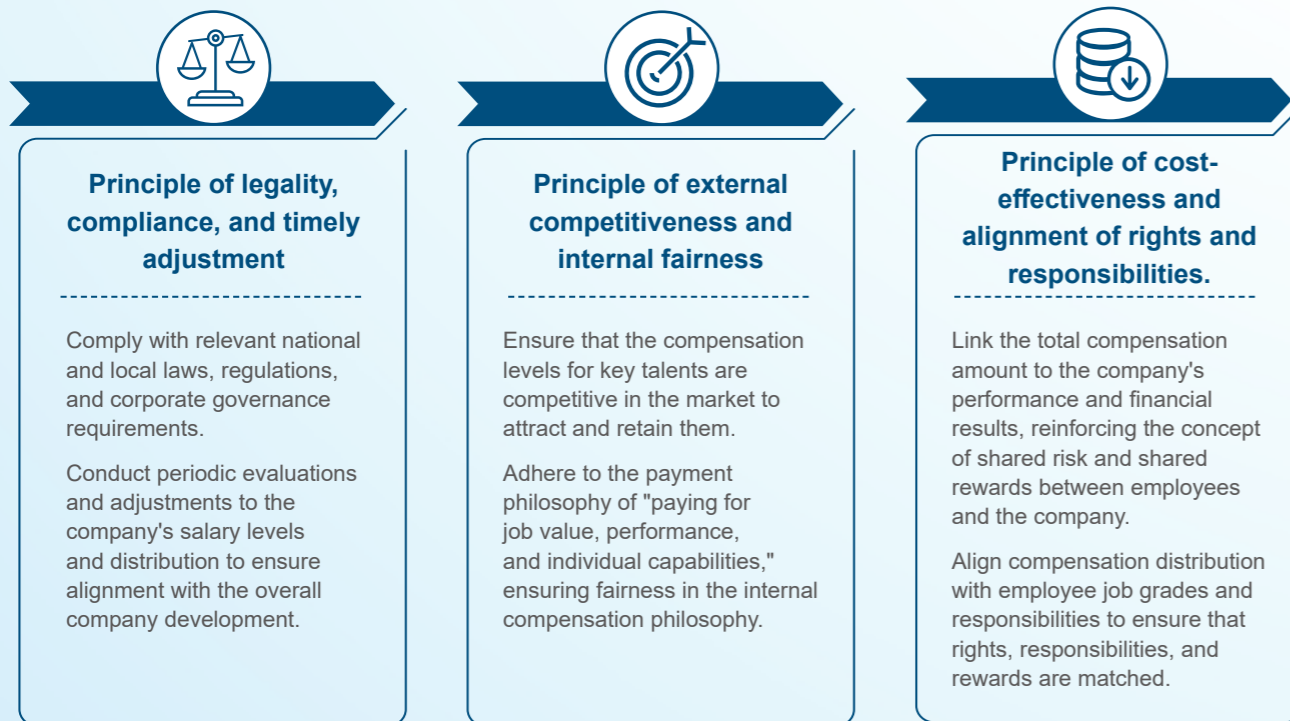 Principle of legality,
compliance, and timely
adjustment
Comply with relevant national
and local laws, regulations,
and corporate governance
requirements.
Conduct periodic evaluations
and adjustments to the
company's salary levels
and distribution to ensure
alignment with the overall
company development.
Principle of external
competitiveness and
internal fairness
Ensure that the compensation
levels for key talents are
competitive in the market to
attract and retain them.
Adhere to the payment
philosophy of "paying for
job value, performance,
and individual capabilities,"
ensuring fairness in the internal
compensation philosophy.
Principle of cost-
effectiveness and
alignment of rights and
responsibilities.
Link the total compensation
amount to the company's
performance and financial
results, reinforcing the concept
of shared risk and shared
rewards between employees
and the company.
Align compensation distribution
with employee job grades and
responsibilities to ensure that
rights, responsibilities, and
rewards are matched.